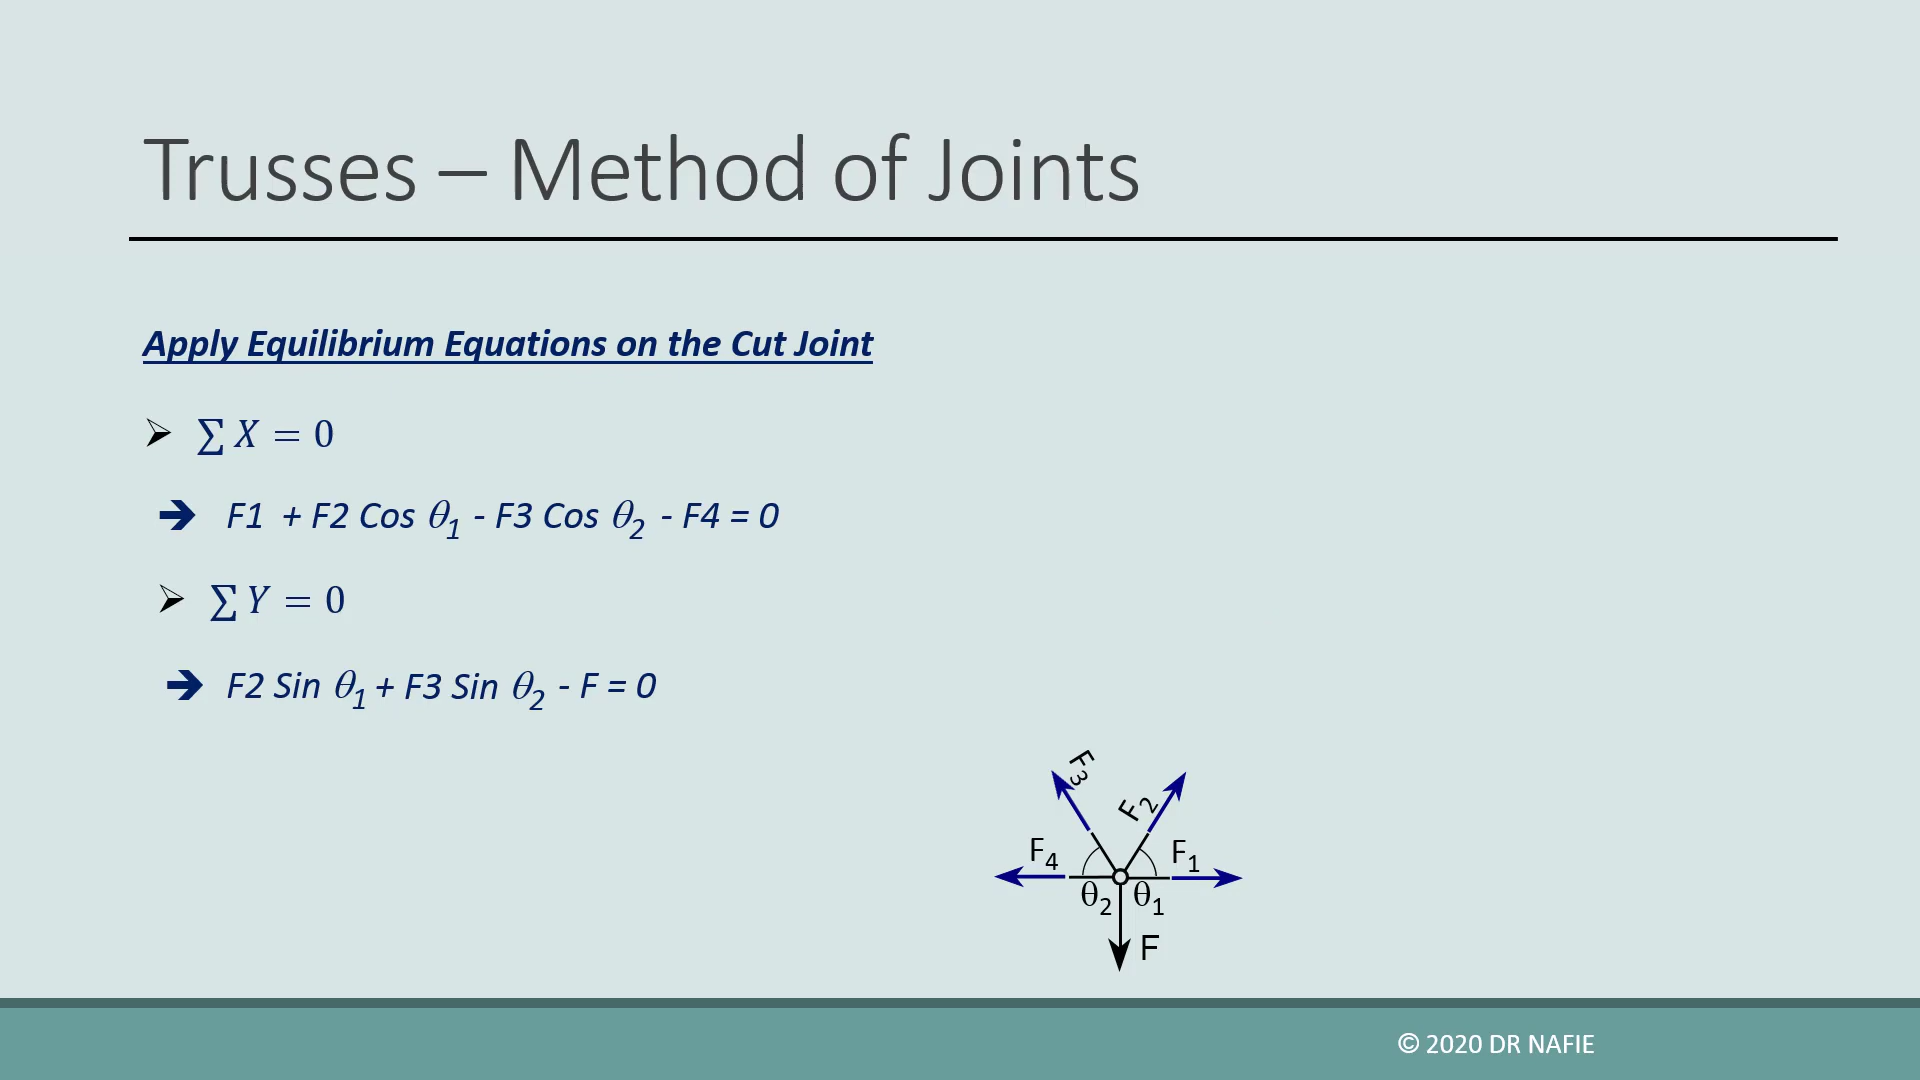 Trusses – Method of Joints
Apply Equilibrium Equations on the Cut Joint
➢ ∑ X = 0
➔ F1 + F2 Cos θ₁ - F3 Cos θ₂ - F4 = 0
➢ ∑ Y = 0
➔ F2 Sin θ₁ + F3 Sin θ₂ - F = 0
F₃
F₂
F₄
F₁
θ₂
θ₁
F
© 2020 DR NAFIE